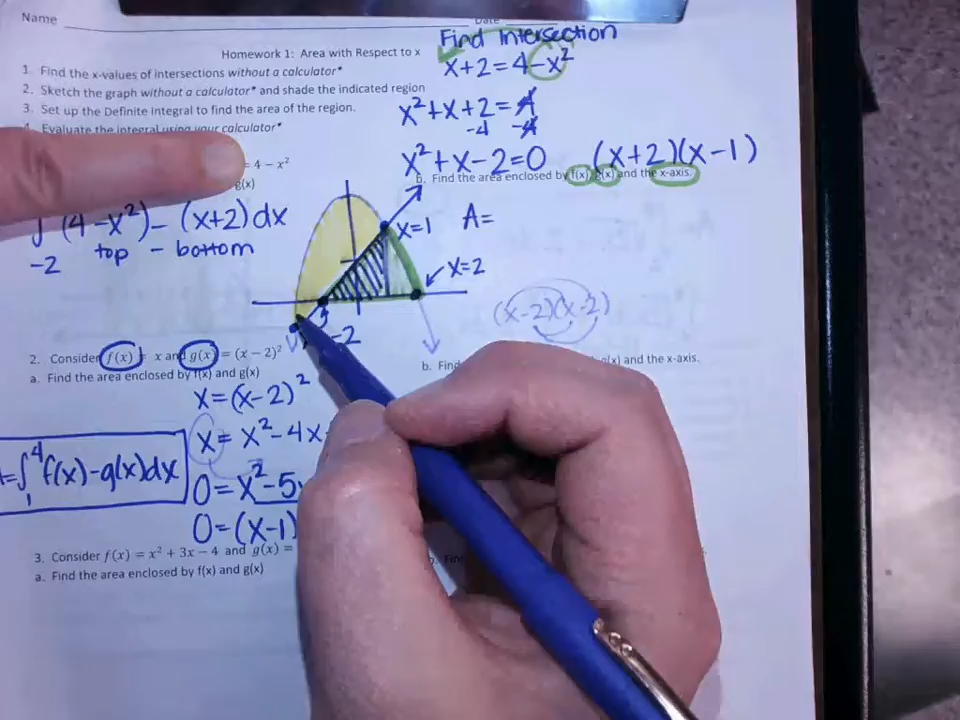 Name
Date
Find Intersection
Homework 1: Area with Respect to x
x+2=4-x²
1. Find the x-values of intersections without a calculator*
2. Sketch the graph without a calculator* and shade the indicated region
3. Set up the Definite Integral to find the area of the region.
4. Evaluate the integral using your calculator*
x²+x+2=4
-4 -4
x²+x-2=0 (x+2)(x-1)
= 4 − x²
g(x)
b. Find the area enclosed by f(x), g(x) and the x-axis.
∫ (4-x²) - (x+2) dx
-2 top - bottom
x=1 A=
x=2
(x-2)(x-2)
-2
2. Consider f(x) = x and g(x) = (x − 2)²
a. Find the area enclosed by f(x) and g(x)
b. Find
and the x-axis.
x=(x-2)²
x=x²-4x
=∫₁⁴ f(x)-g(x)dx
0=x²-5
0=(x-1)
3. Consider f(x) = x² + 3x − 4 and g(x) =
a. Find the area enclosed by f(x) and g(x)